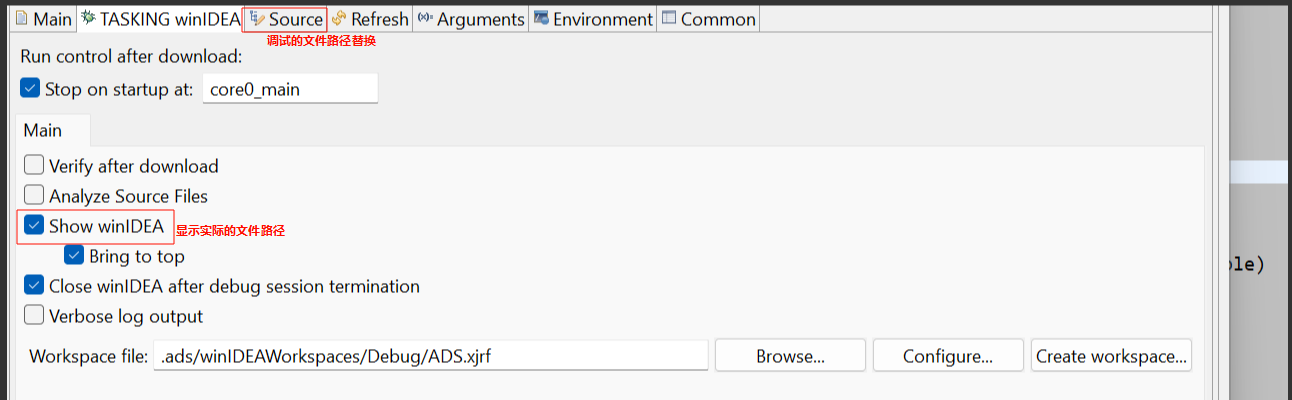 Main TASKING winIDEA Source Refresh (x)= Arguments Environment Common
调试的文件路径替换
Run control after download:
Stop on startup at: core0_main
Main
Verify after download
Analyze Source Files
Show winIDEA 显示实际的文件路径
Bring to top
Close winIDEA after debug session termination
Verbose log output
Workspace file: .ads/winIDEAWorkspaces/Debug/ADS.xjrf Browse... Configure... Create workspace...